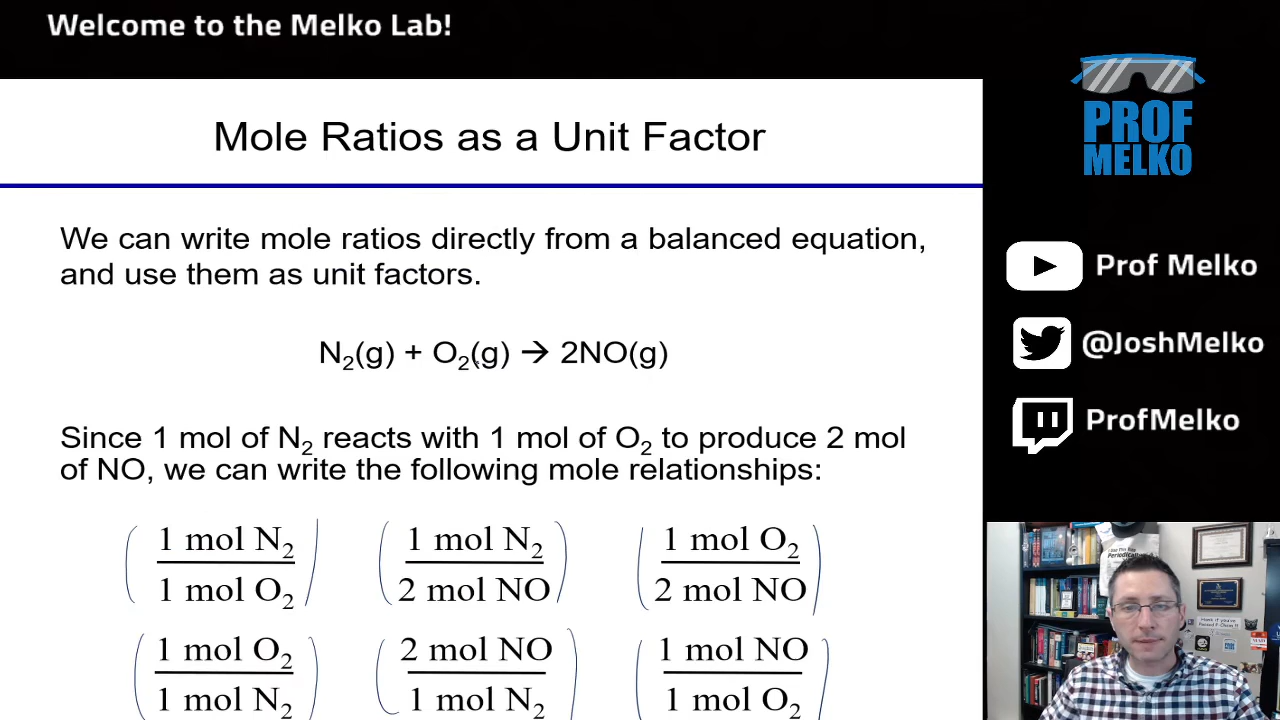 Welcome to the Melko Lab!
Mole Ratios as a Unit Factor
We can write mole ratios directly from a balanced equation,
and use them as unit factors.
N₂(g) + O₂(g) → 2NO(g)
Since 1 mol of N₂ reacts with 1 mol of O₂ to produce 2 mol
of NO, we can write the following mole relationships:
1 mol N₂
1 mol O₂
1 mol N₂
2 mol NO
1 mol O₂
2 mol NO
1 mol O₂
1 mol N₂
2 mol NO
1 mol N₂
1 mol NO
1 mol O₂
PROF
MELKO
Prof Melko
@JoshMelko
ProfMelko